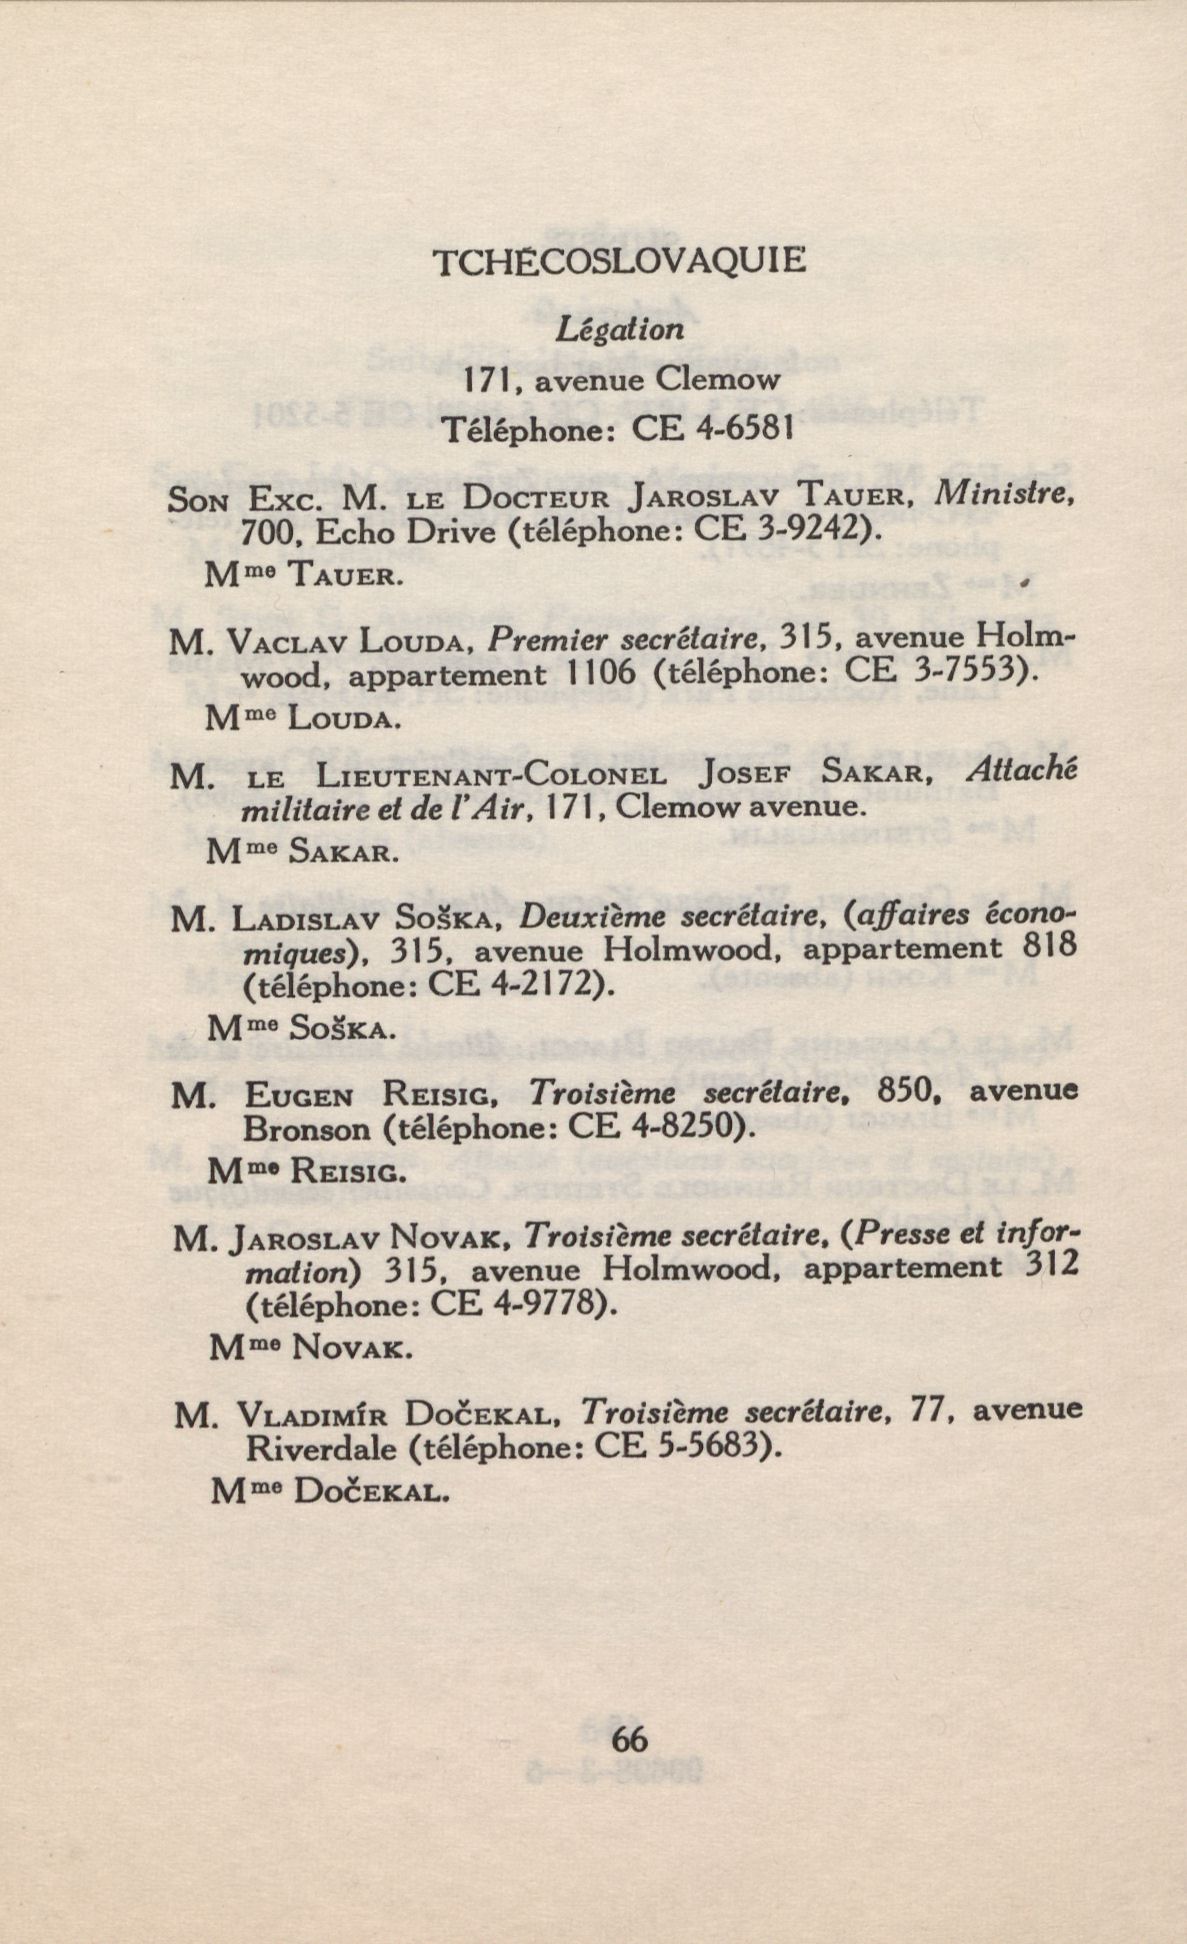 TCHÉCOSLOVAQUIE
Légation
171, avenue Clemow
Téléphone: CE 4-6581
SON EXC. M. LE DOCTEUR JAROSLAV TAUER, Ministre,
700, Echo Drive (téléphone: CE 3-9242).
Mme TAUER.
M. VACLAV LOUDA, Premier secrétaire, 315, avenue Holm-
wood, appartement 1106 (téléphone: CE 3-7553).
Mme LOUDA.
M. LE LIEUTENANT-COLONEL JOSEF SAKAR, Attaché
militaire et de l'Air, 171, Clemow avenue.
Mme SAKAR.
M. LADISLAV SOŠKA, Deuxième secrétaire, (affaires écono-
miques), 315, avenue Holmwood, appartement 818
(téléphone: CE 4-2172).
Mme SOŠKA.
M. EUGEN REISIG, Troisième secrétaire, 850, avenue
Bronson (téléphone: CE 4-8250).
Mme REISIG.
M. JAROSLAV NOVAK, Troisième secrétaire, (Presse et infor-
mation) 315, avenue Holmwood, appartement 312
(téléphone: CE 4-9778).
Mme NOVAK.
M. VLADIMÍR DOČEKAL, Troisième secrétaire, 77, avenue
Riverdale (téléphone: CE 5-5683).
Mme DOČEKAL.
66